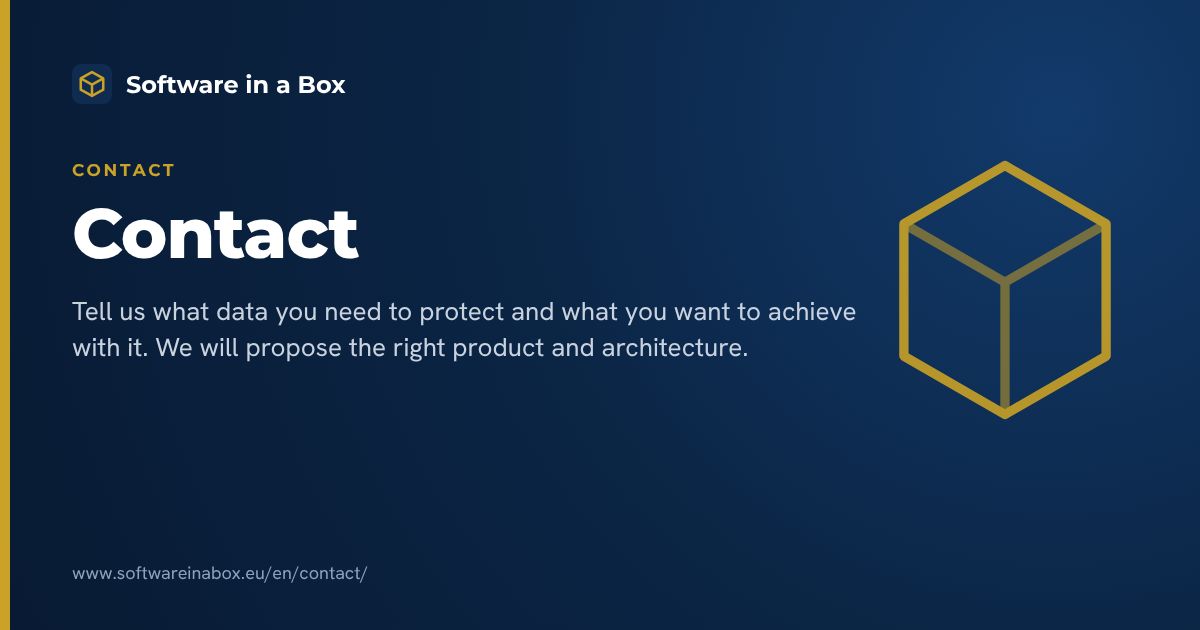 Software in a Box
CONTACT
Contact
Tell us what data you need to protect and what you want to achieve
with it. We will propose the right product and architecture.
www.softwareinabox.eu/en/contact/